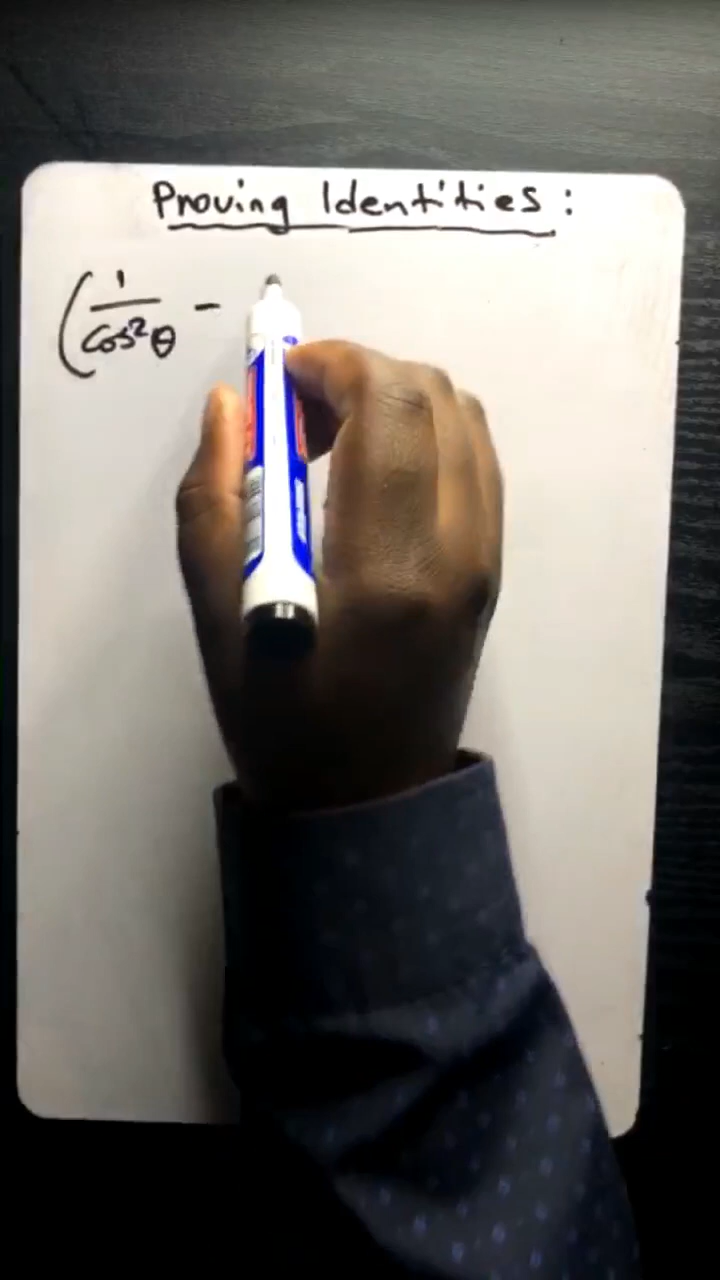 Proving Identities:
(1/cos²θ -